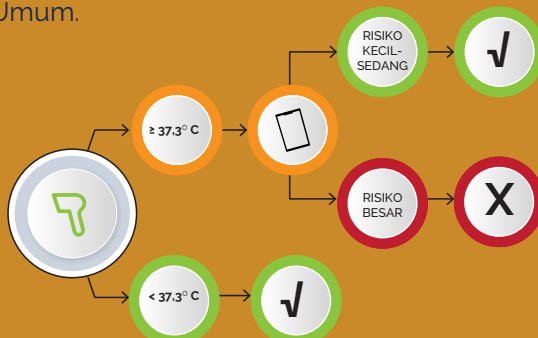 Umum.
RISIKO
KECIL-
SEDANG
√
≥ 37,3° C
RISIKO
BESAR
X
< 37,3° C
√